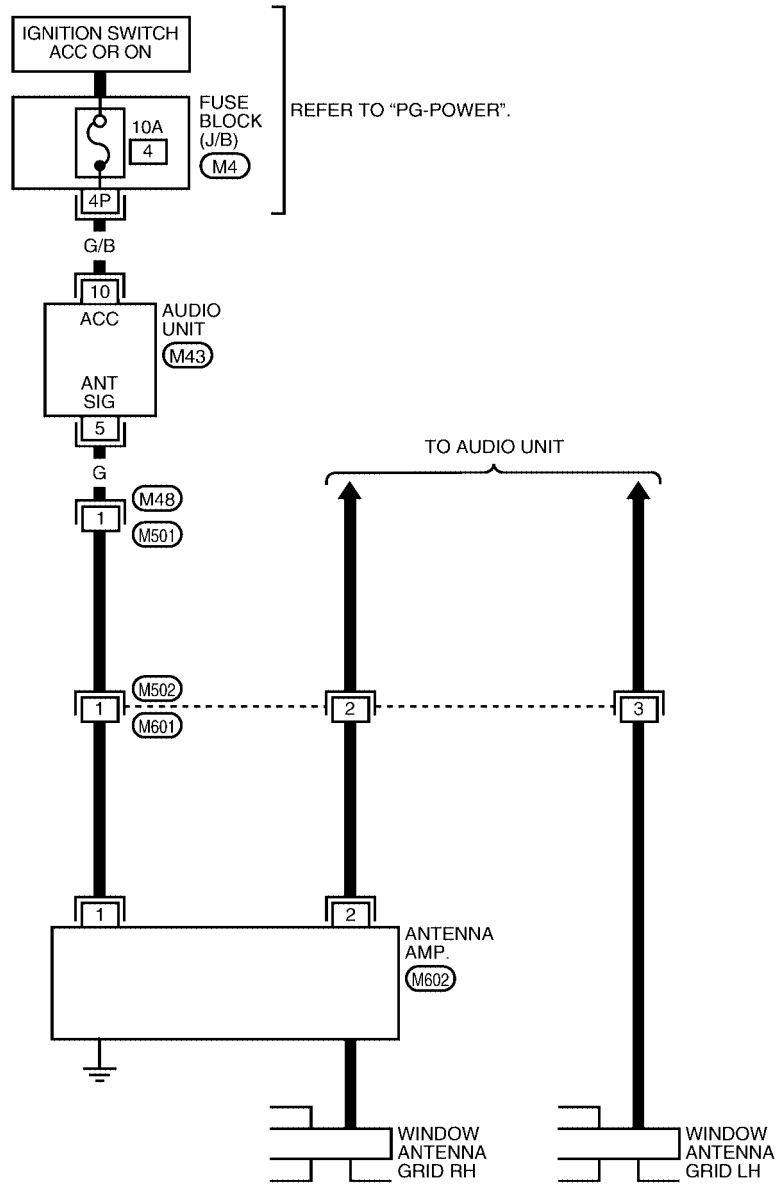 IGNITION SWITCH
ACC OR ON
FUSE
BLOCK
(J/B)
M4
10A
4
REFER TO “PG-POWER”.
4P
G/B
10
ACC
AUDIO
UNIT
M43
ANT
SIG
5
G
TO AUDIO UNIT
M48
1
M501
M502
1
2
3
M601
1
2
ANTENNA
AMP.
M602
WINDOW
ANTENNA
GRID RH
WINDOW
ANTENNA
GRID LH